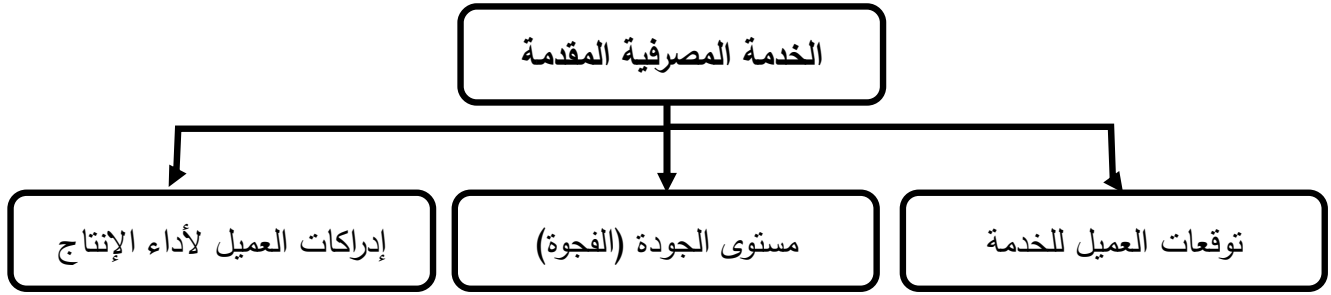 الخدمة المصرفية المقدمة
توقعات العميل للخدمة
مستوى الجودة (الفجوة)
إدراكات العميل لأداء الإنتاج